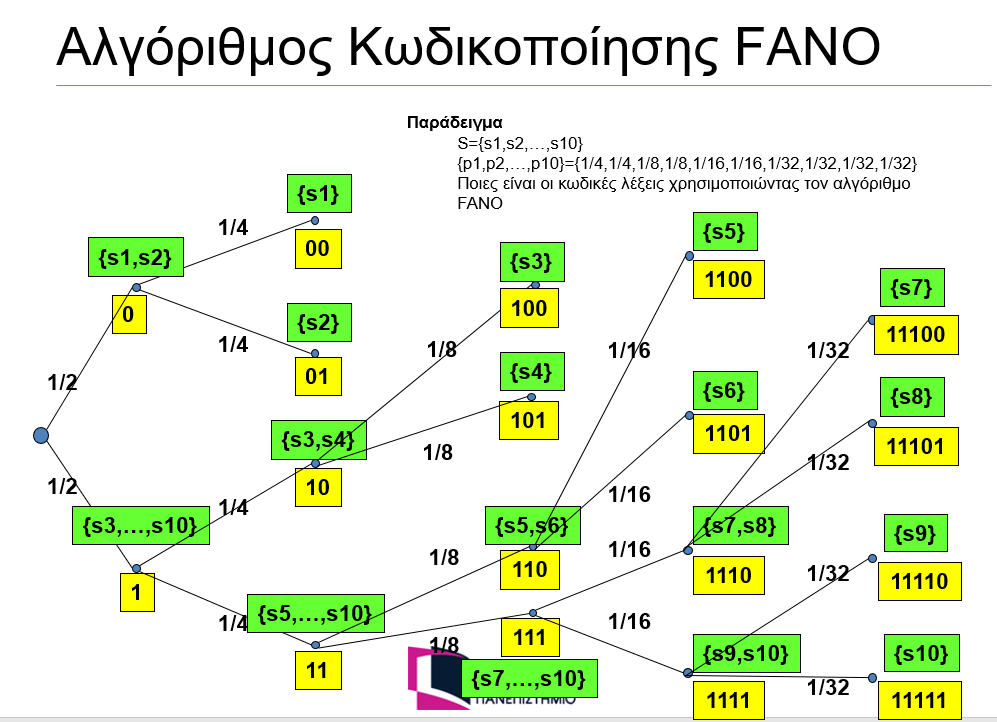 Αλγόριθμος Κωδικοποίησης FANO
Παράδειγμα
S={s1,s2,…,s10}
{p1,p2,…,p10}={1/4,1/4,1/8,1/8,1/16,1/16,1/32,1/32,1/32,1/32}
Ποιες είναι οι κωδικές λέξεις χρησιμοποιώντας τον αλγόριθμο
FANO
{s1}
1/4
00
{s1,s2}
0
{s2}
1/4
01
1/2
1/2
{s3,…,s10}
1
{s3}
100
1/8
{s4}
101
{s3,s4}
1/8
10
1/4
{s5,…,s10}
1/4
11
{s5}
1100
1/16
{s6}
1101
1/16
{s5,s6}
110
1/8
1/8
111
{s7,…,s10}
{s7}
11100
1/32
{s8}
11101
1/32
{s7,s8}
1/16
1110
{s9}
1/32
11110
1/16
{s9,s10}
1111
{s10}
1/32
11111
ΠΑΝΕΠΙΣΤΗΜΙΟ